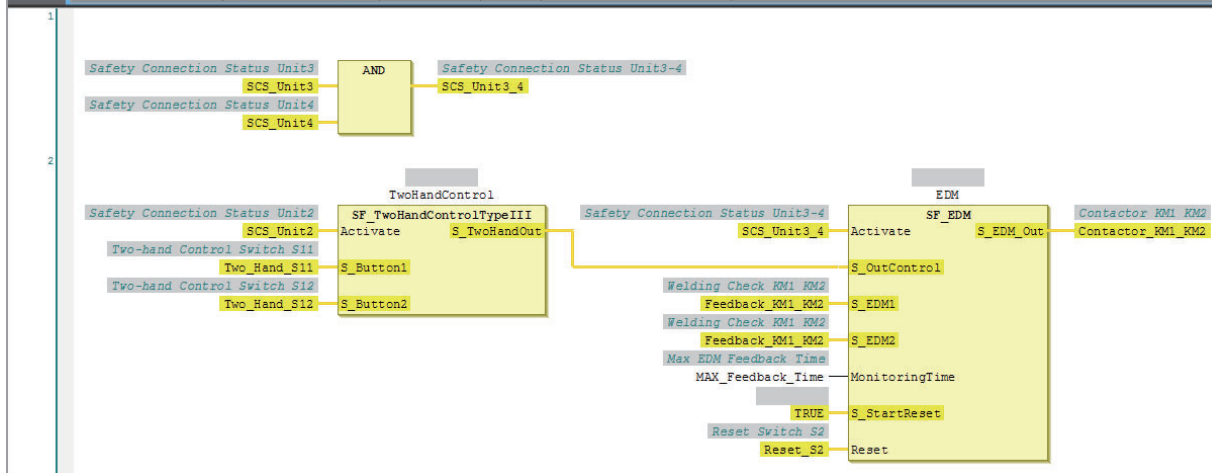 1
Safety Connection Status Unit3
AND
Safety Connection Status Unit3-4
SCS_Unit3
SCS_Unit3_4
Safety Connection Status Unit4
SCS_Unit4
2
TwoHandControl
EDM
Safety Connection Status Unit2
SF_TwoHandControlTypeIII
Safety Connection Status Unit3-4
SF_EDM
Contactor KM1 KM2
SCS_Unit2
Activate
S_TwoHandOut
SCS_Unit3_4
Activate
S_EDM_Out
Contactor_KM1_KM2
Two-hand Control Switch S11
Two_Hand_S11
S_Button1
S_OutControl
Two-hand Control Switch S12
Welding Check KM1 KM2
Two_Hand_S12
S_Button2
Feedback_KM1_KM2
S_EDM1
Welding Check KM1 KM2
Feedback_KM1_KM2
S_EDM2
Max EDM Feedback Time
MAX_Feedback_Time
MonitoringTime
TRUE
S_StartReset
Reset Switch S2
Reset_S2
Reset